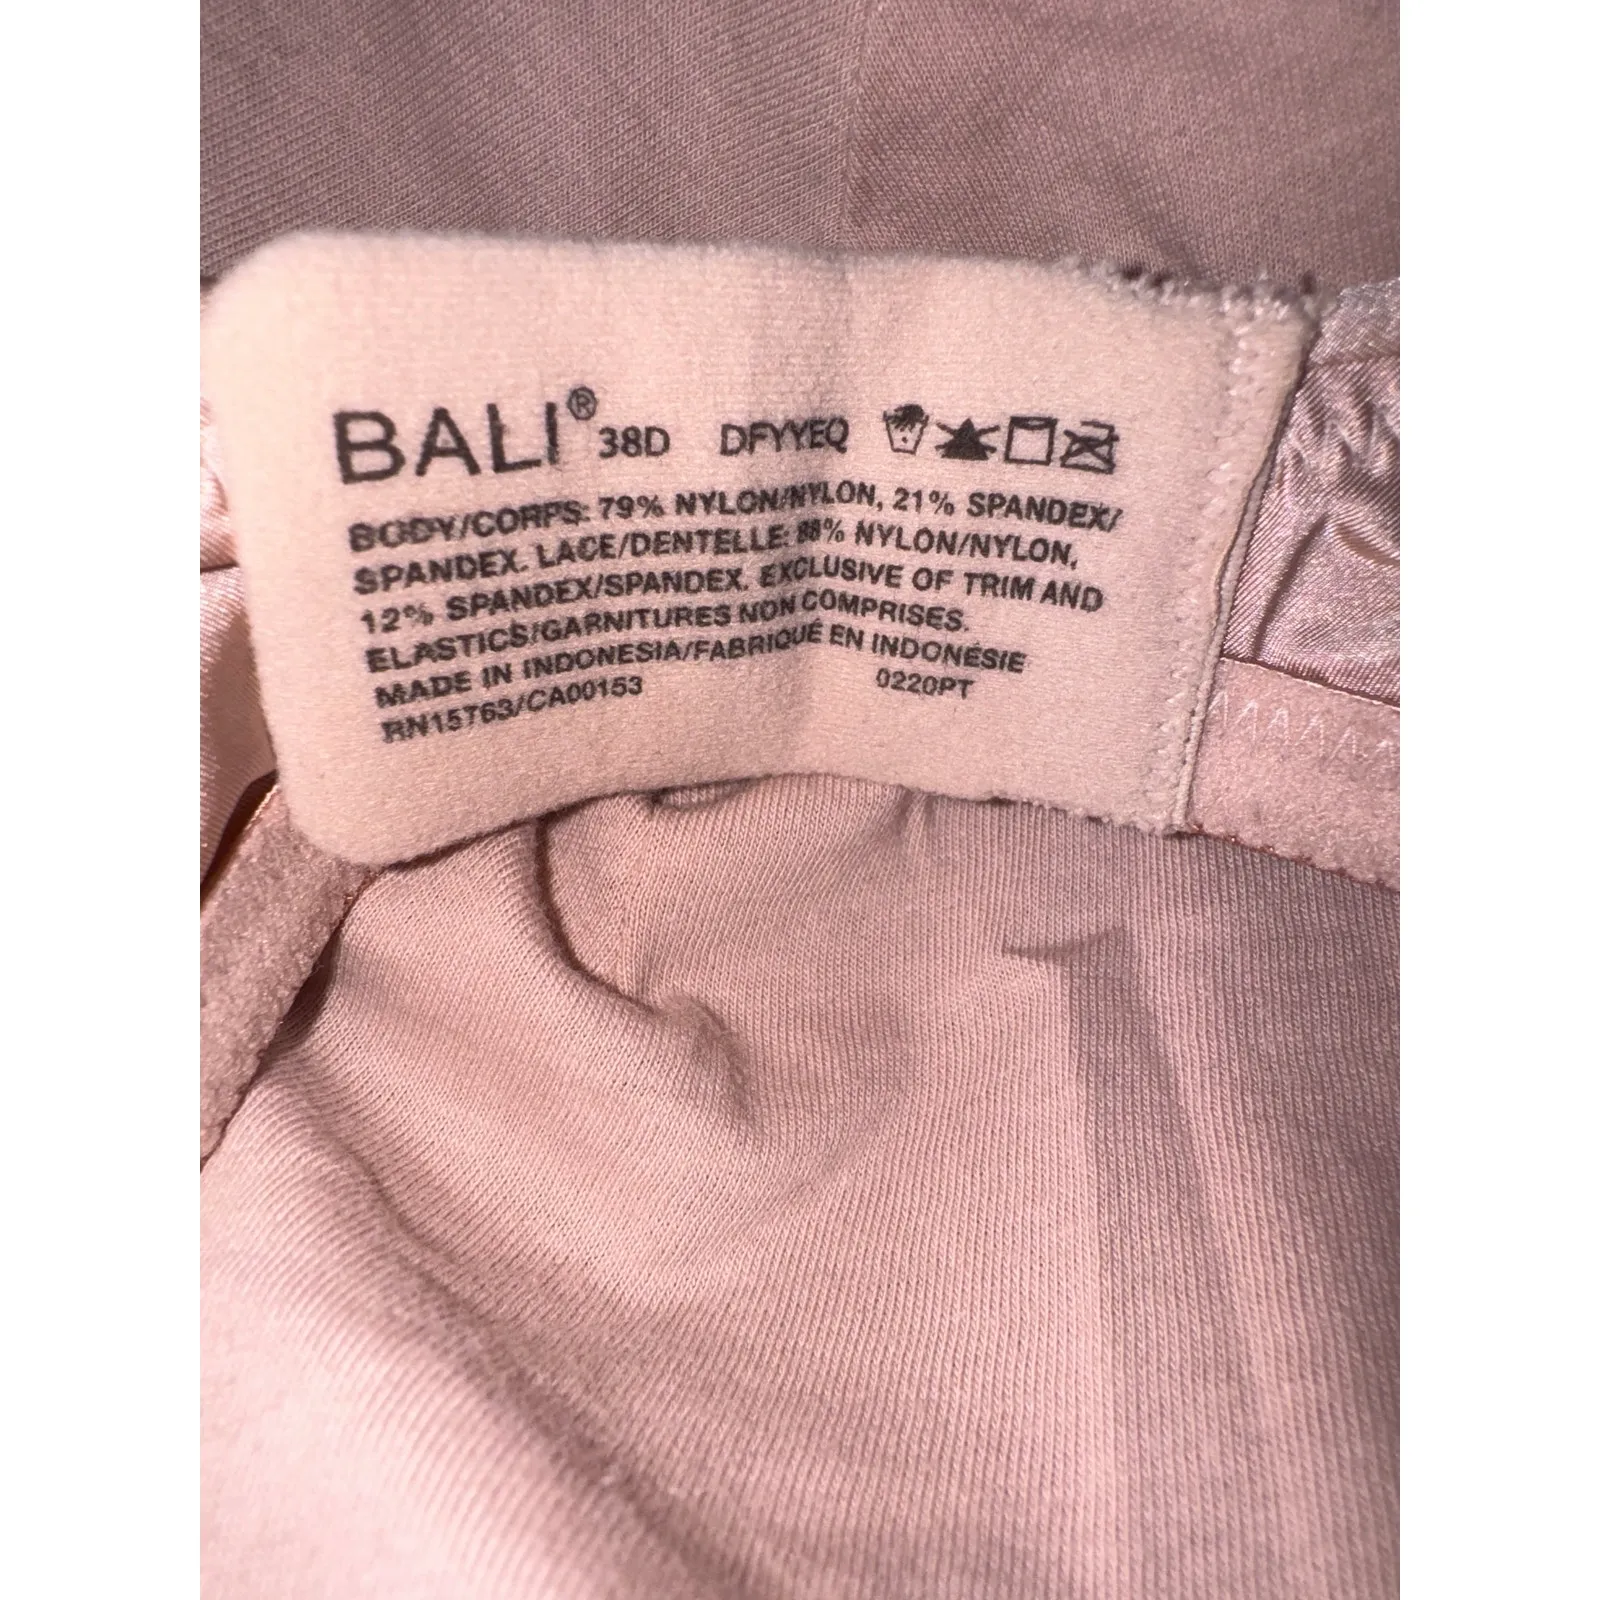 BALI® 38D DFYYEQ
BODY/CORPS: 79% NYLON/NYLON, 21% SPANDEX/
SPANDEX. LACE/DENTELLE: 88% NYLON/NYLON,
12% SPANDEX/SPANDEX. EXCLUSIVE OF TRIM AND
ELASTICS/GARNITURES NON COMPRISES.
MADE IN INDONESIA/FABRIQUÉ EN INDONÉSIE
RN15763/CA00153 0220PT